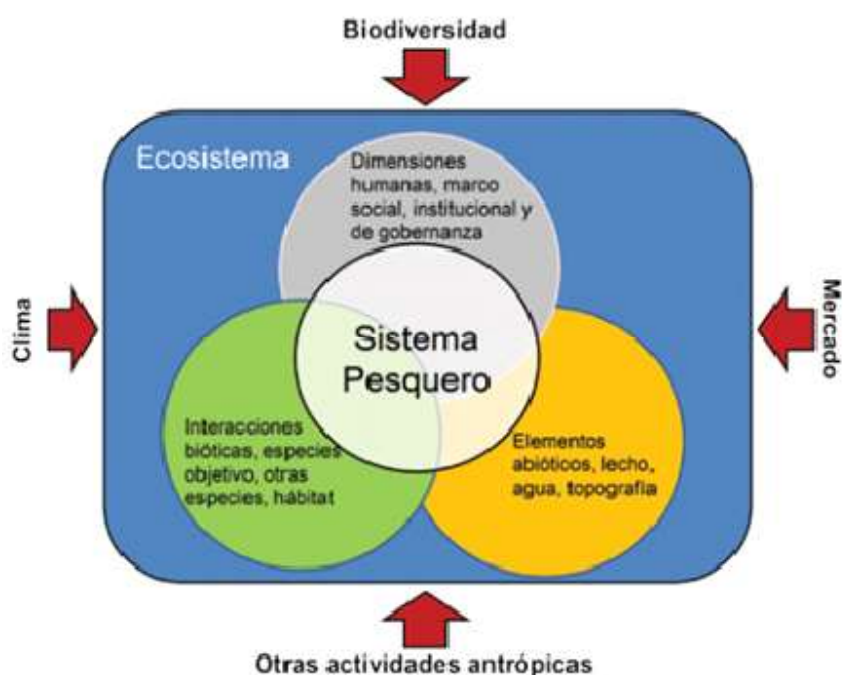 Biodiversidad
Ecosistema
Dimensiones
humanas, marco
social, institucional y
de gobernanza
Clima
Mercado
Sistema
Pesquero
Interacciones
bióticas, especies
objetivo, otras
especies, hábitat
Elementos
abióticos, lecho,
agua, topografía
Otras actividades antrópicas